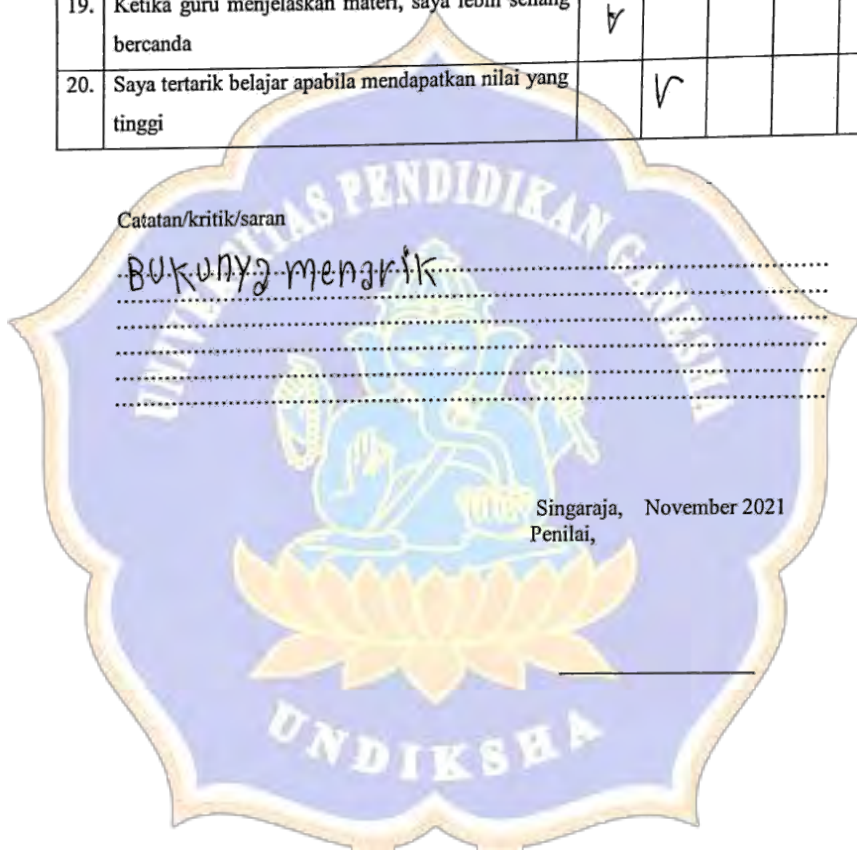 19. Ketika guru menjelaskan materi, saya lebih senang
bercanda
20. Saya tertarik belajar apabila mendapatkan nilai yang
tinggi
UNIVERSITAS PENDIDIKAN GANESHA
Catatan/kritik/saran
Bukunya menarik
Singaraja, November 2021
Penilai,
UNDIKSHA